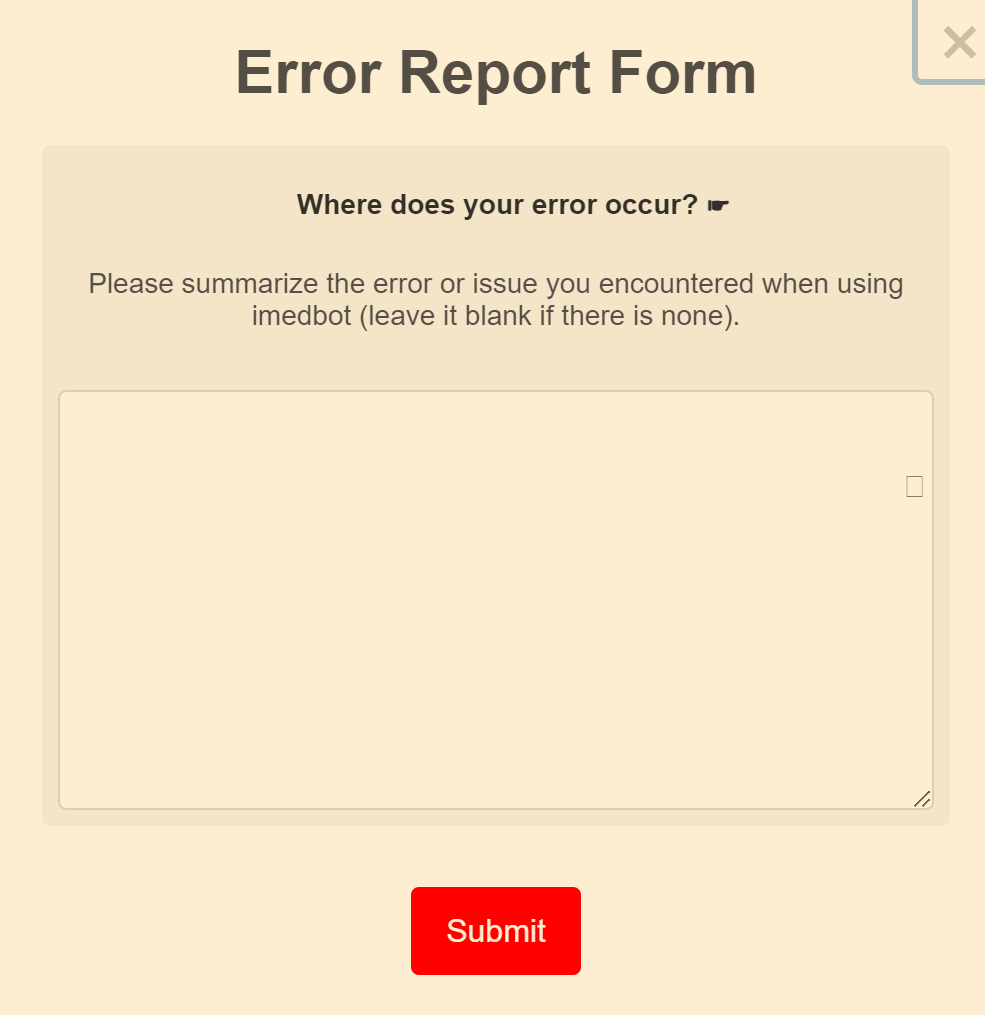 Error Report Form
Where does your error occur? ☛
Please summarize the error or issue you encountered when using
imedbot (leave it blank if there is none).
Submit